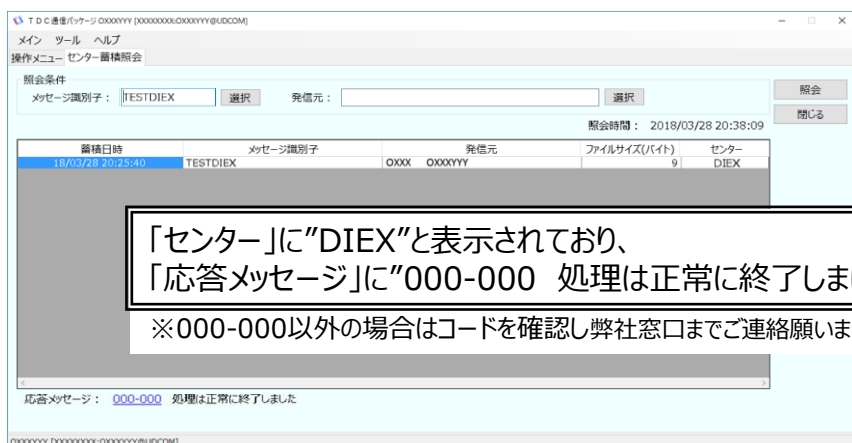 TDC通信パッケージ OXXXYYY [XXXXXXXX:OXXXYYY@UDCOM]
メイン ツール ヘルプ
操作メニュー センター蓄積照会
照会条件
メッセージ識別子: TESTDIEX 選択 発信元: 選択
照会
閉じる
照会時間: 2018/03/28 20:38:09
蓄積日時 メッセージ識別子 発信元 ファイルサイズ(バイト) センター
18/03/28 20:25:40 TESTDIEX OXXX OXXXYYY 9 DIEX
「センター」に”DIEX”と表示されており、
「応答メッセージ」に”000-000 処理は正常に終了しま
※000-000以外の場合はコードを確認し弊社窓口までご連絡願いま
応答メッセージ: 000-000 処理は正常に終了しました
OXXXYYY [XXXXXXXX:OXXXYYY@UDCOM]